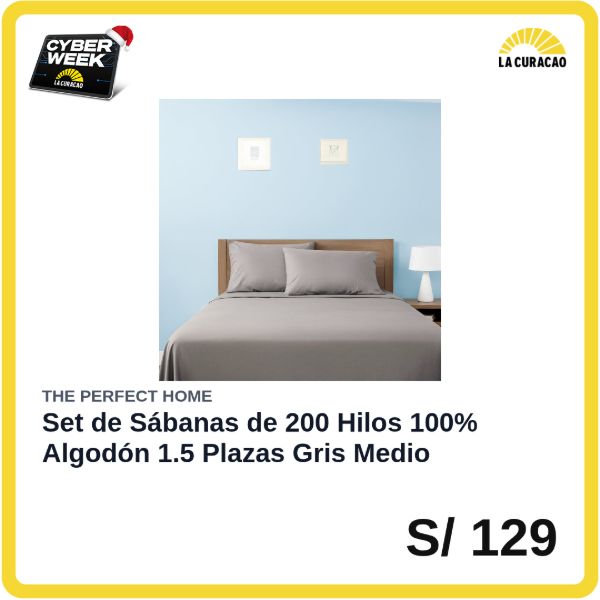 CYBER
WEEK
LA CURACAO
LA CURACAO
THE PERFECT HOME
Set de Sábanas de 200 Hilos 100%
Algodón 1.5 Plazas Gris Medio
S/ 129